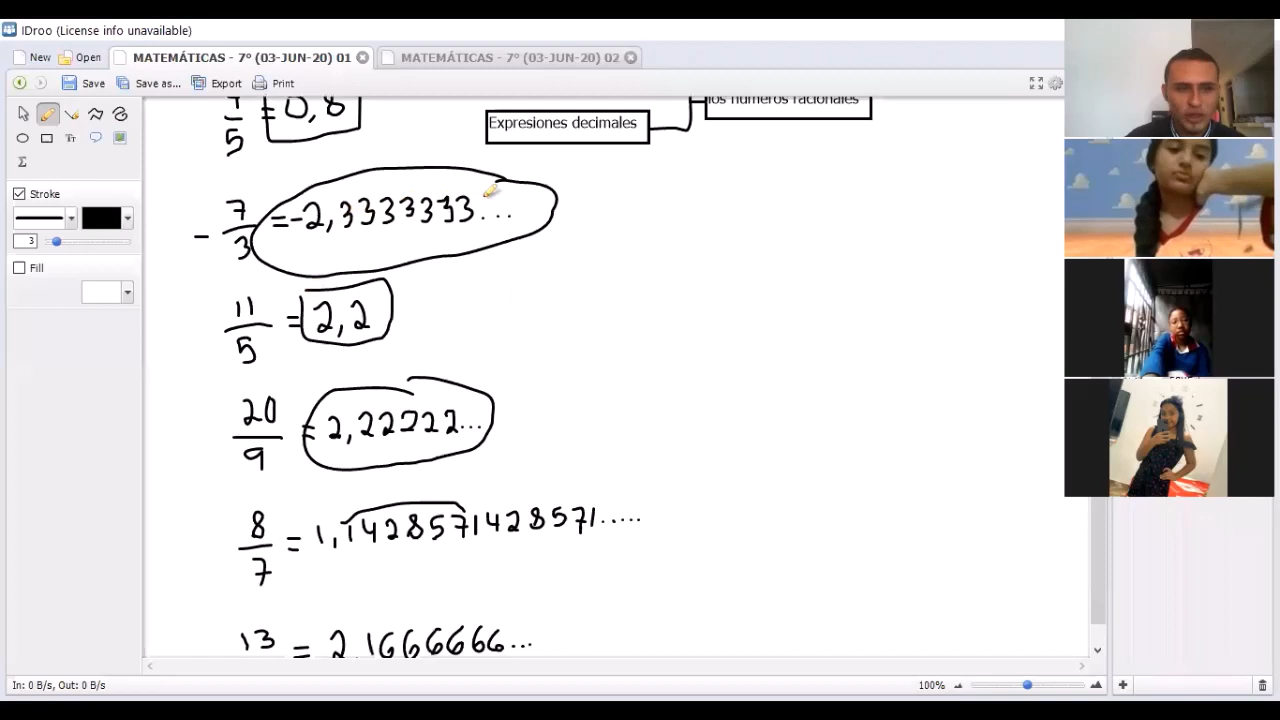 IDroo (License info unavailable)
New Open MATEMÁTICAS - 7º (03-JUN-20) 01 MATEMÁTICAS - 7º (03-JUN-20) 02
Save Save as... Export Print
Stroke
3
Fill
los números racionales
Expresiones decimales
5 = 0,8
- 7/3 = -2,3333333...
11/5 = 2,2
20/9 = 2,22222...
8/7 = 1,1428571428571.....
13 = 2,1666666...
In: 0 B/s, Out: 0 B/s
100%